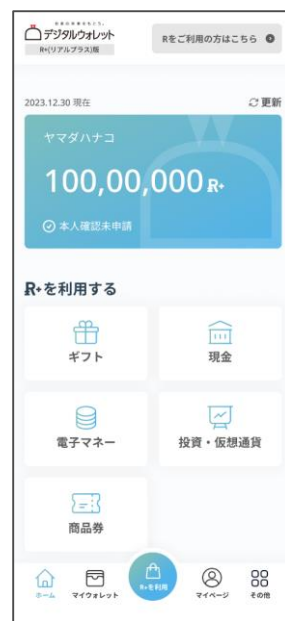 デジタルウォレット
R+(リアルプラス)版
Rをご利用の方はこちら
2023.12.30 現在
更新
ヤマダハナコ
100,00,000 R+
本人確認未申請
R+を利用する
ギフト
現金
電子マネー
投資・仮想通貨
商品券
ホーム
マイウォレット
R+を利用
マイページ
その他